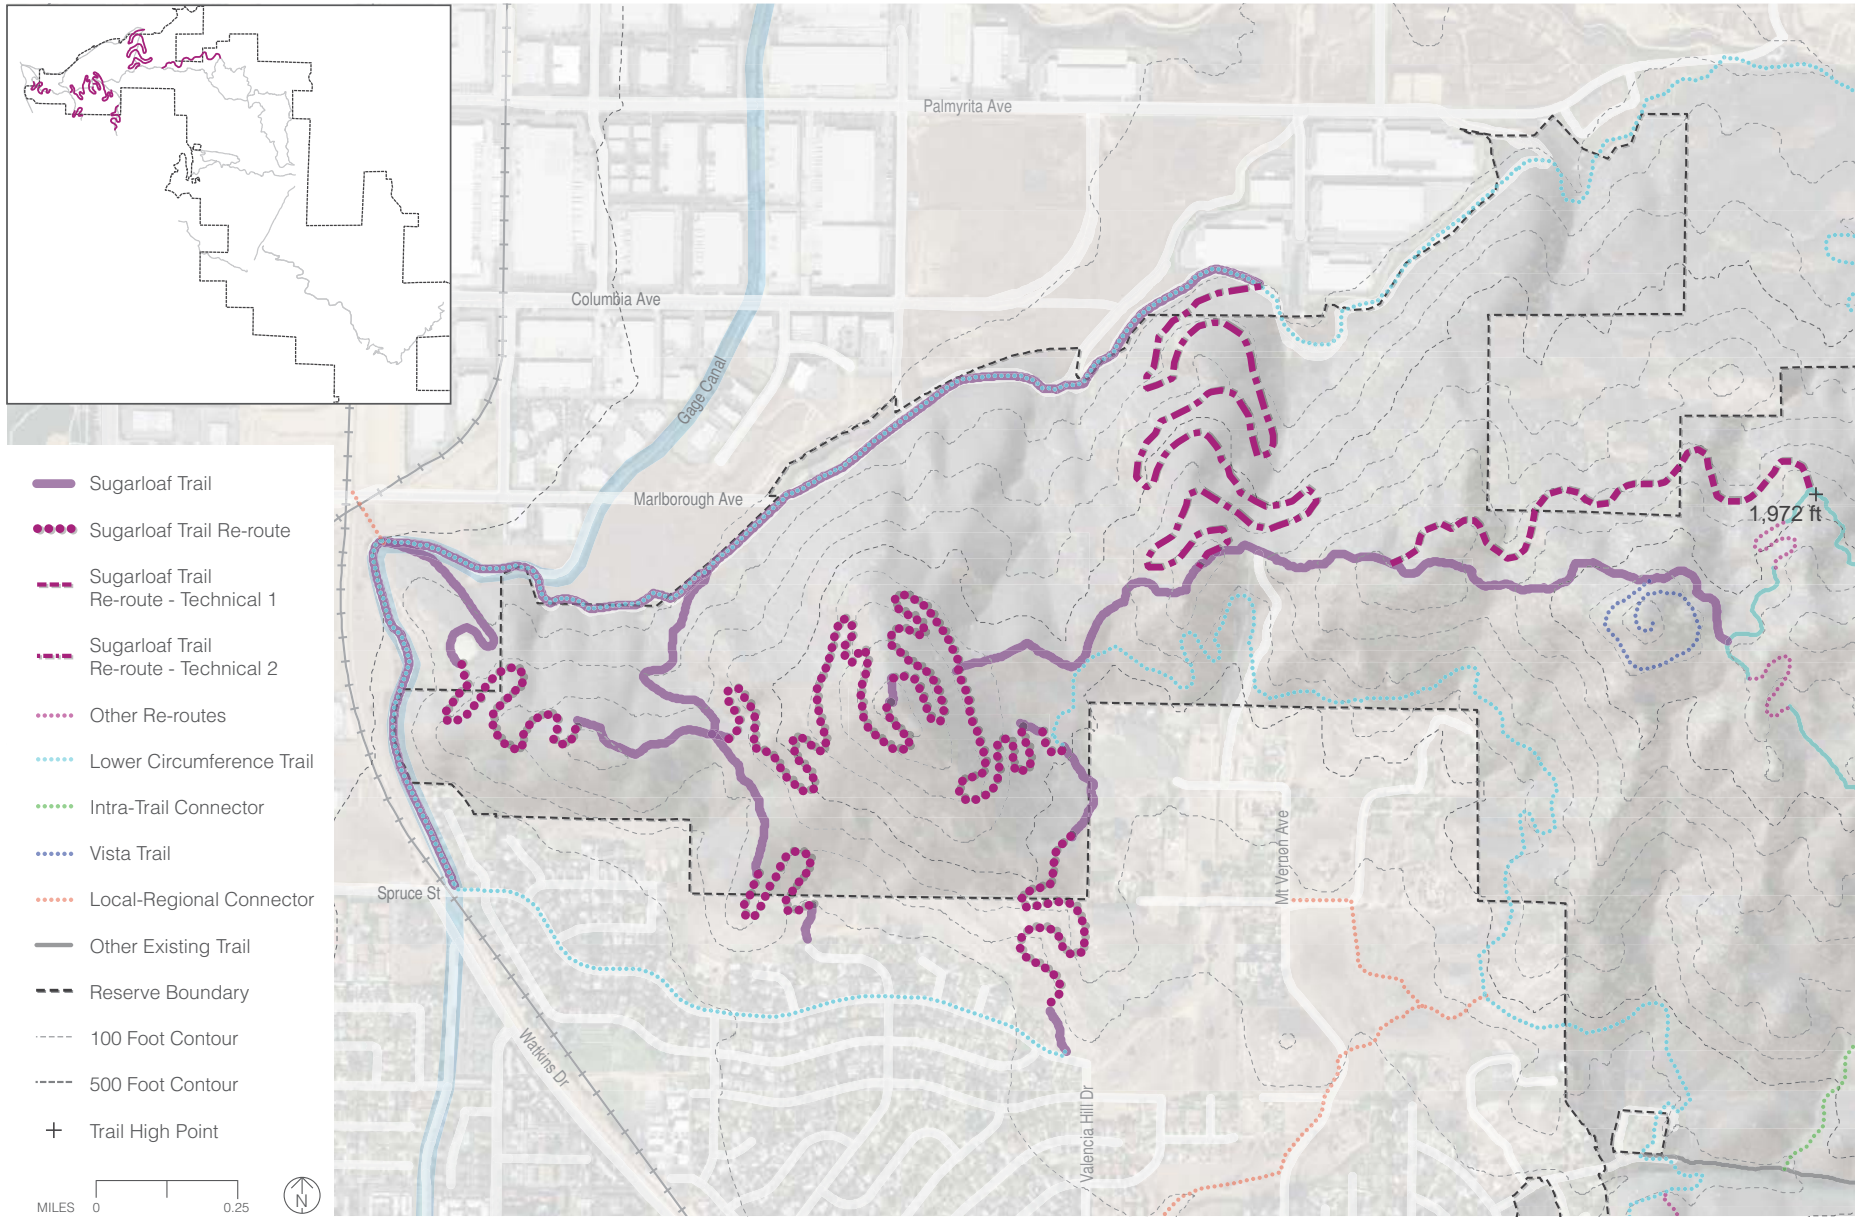 Palmyrita Ave
Columbia Ave
Gage Canal
Marlborough Ave
1,972 ft
Sugarloaf Trail
Sugarloaf Trail Re-route
Sugarloaf Trail
Re-route - Technical 1
Sugarloaf Trail
Re-route - Technical 2
Other Re-routes
Lower Circumference Trail
Intra-Trail Connector
Vista Trail
Local-Regional Connector
Other Existing Trail
Reserve Boundary
100 Foot Contour
500 Foot Contour
Trail High Point
MILES 0 0.25
N
Spruce St
Watkins Dr
Mt Vernon Ave
Valencia Hill Dr